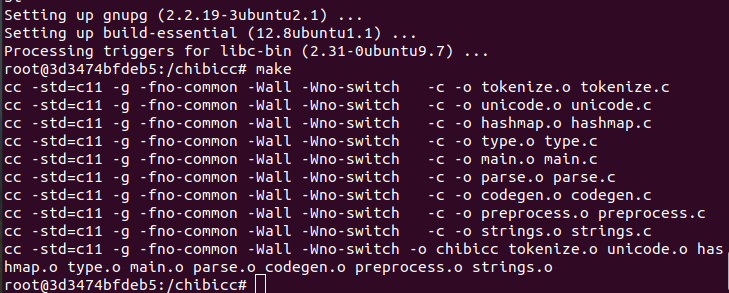 Setting up gnupg (2.2.19-3ubuntu2.1) ...
Setting up build-essential (12.8ubuntu1.1) ...
Processing triggers for libc-bin (2.31-0ubuntu9.7) ...
root@3d3474bfdeb5:/chibicc# make
cc -std=c11 -g -fno-common -Wall -Wno-switch   -c -o tokenize.o tokenize.c
cc -std=c11 -g -fno-common -Wall -Wno-switch   -c -o unicode.o unicode.c
cc -std=c11 -g -fno-common -Wall -Wno-switch   -c -o hashmap.o hashmap.c
cc -std=c11 -g -fno-common -Wall -Wno-switch   -c -o type.o type.c
cc -std=c11 -g -fno-common -Wall -Wno-switch   -c -o main.o main.c
cc -std=c11 -g -fno-common -Wall -Wno-switch   -c -o parse.o parse.c
cc -std=c11 -g -fno-common -Wall -Wno-switch   -c -o codegen.o codegen.c
cc -std=c11 -g -fno-common -Wall -Wno-switch   -c -o preprocess.o preprocess.c
cc -std=c11 -g -fno-common -Wall -Wno-switch   -c -o strings.o strings.c
cc -std=c11 -g -fno-common -Wall -Wno-switch -o chibicc tokenize.o unicode.o has
hmap.o type.o main.o parse.o codegen.o preprocess.o strings.o
root@3d3474bfdeb5:/chibicc#